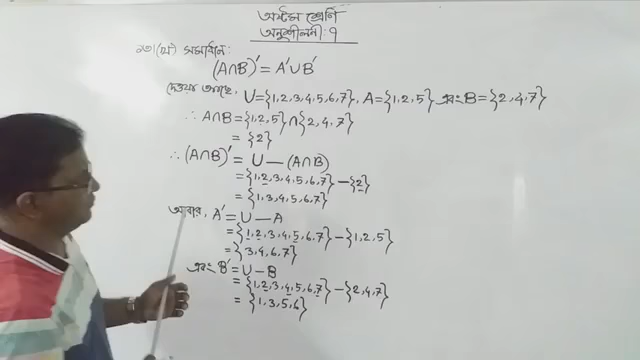 অষ্টম শ্রেণি
অনুশীলনী: ৭
১৩।(খ) সমাধান:
(A∩B)′ = A′∪B′
দেওয়া আছে, U={1,2,3,4,5,6,7}, A={1,2,5} এবং B={2,4,7}
∴ A∩B={1,2,5}∩{2,4,7}
= {2}
∴ (A∩B)′ = U—(A∩B)
={1,2,3,4,5,6,7}—{2}
={1,3,4,5,6,7}
আবার, A′=U—A
={1,2,3,4,5,6,7}—{1,2,5}
={3,4,6,7}
এবং B′=U—B
={1,2,3,4,5,6,7}—{2,4,7}
={1,3,5,6}